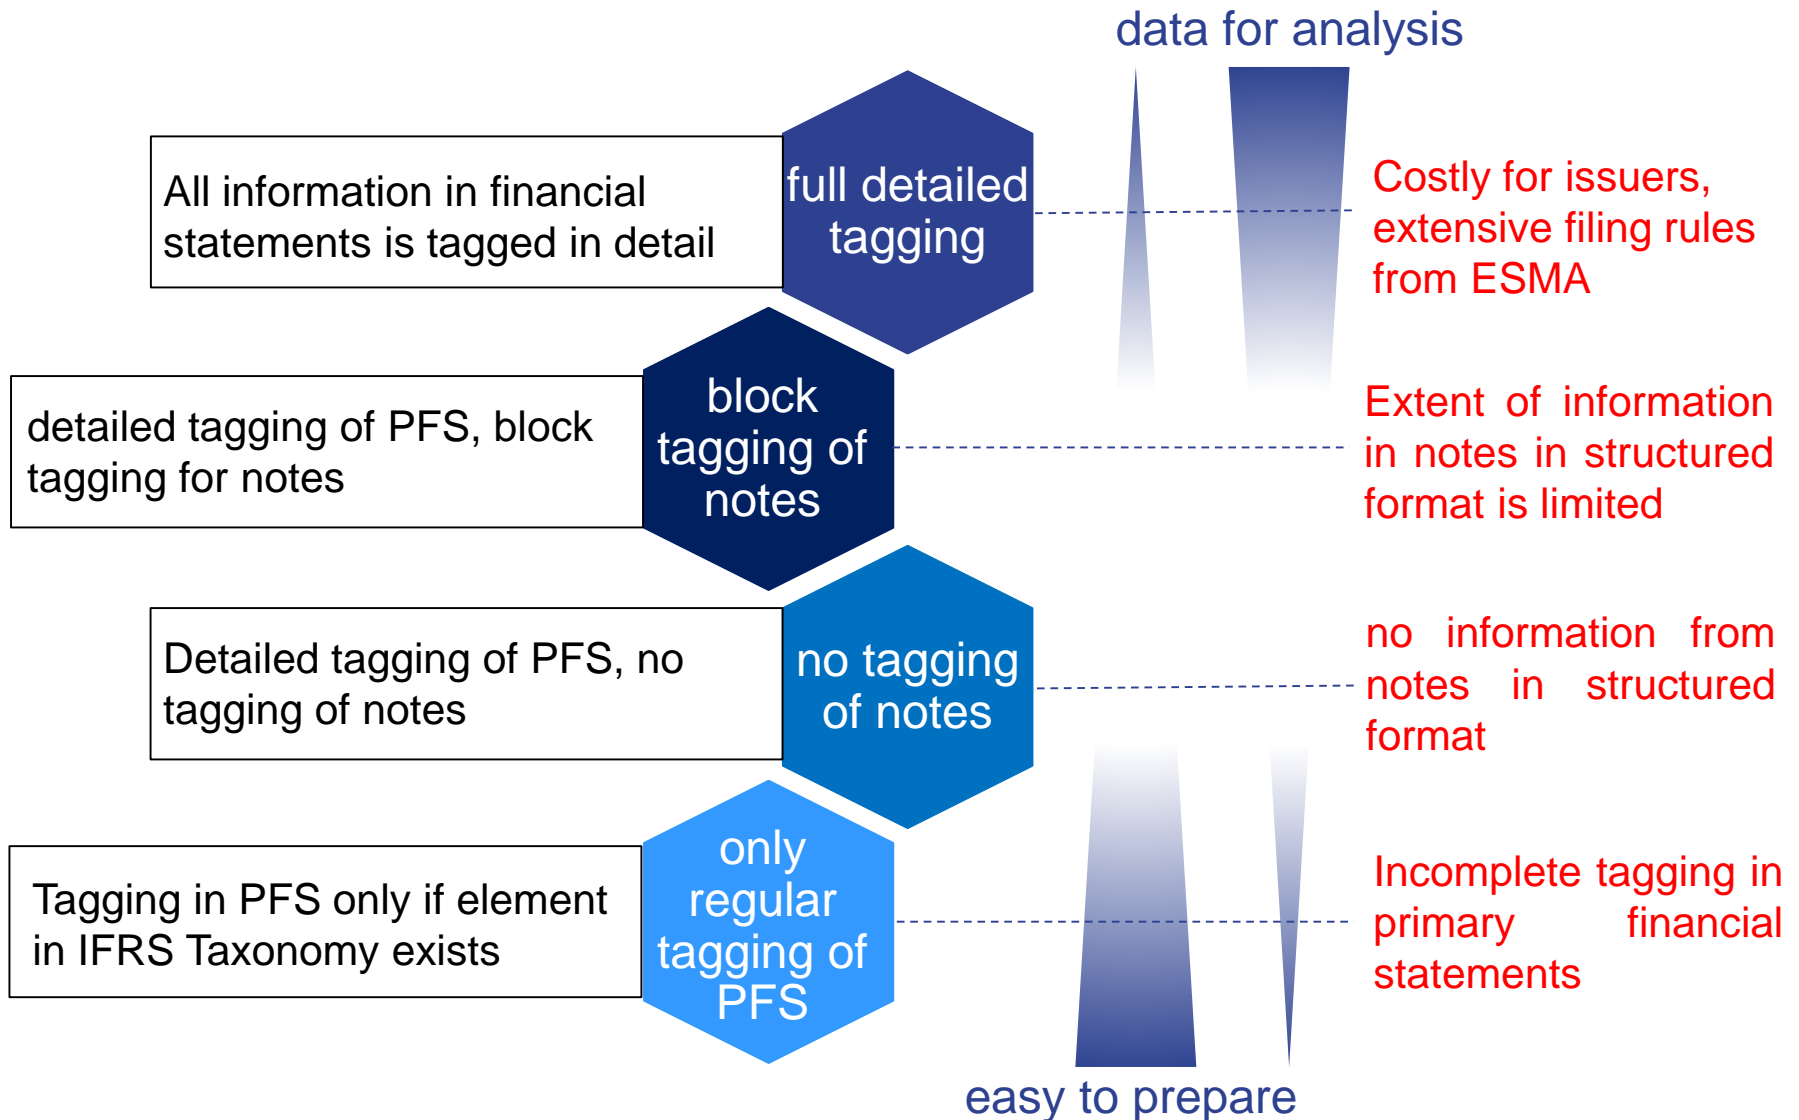 data for analysis
All information in financial
statements is tagged in detail
full detailed
tagging
Costly for issuers,
extensive filing rules
from ESMA
detailed tagging of PFS, block
tagging for notes
block
tagging of
notes
Extent of information
in notes in structured
format is limited
Detailed tagging of PFS, no
tagging of notes
no tagging
of notes
no information from
notes in structured
format
Tagging in PFS only if element
in IFRS Taxonomy exists
only
regular
tagging of
PFS
Incomplete tagging in
primary financial
statements
easy to prepare